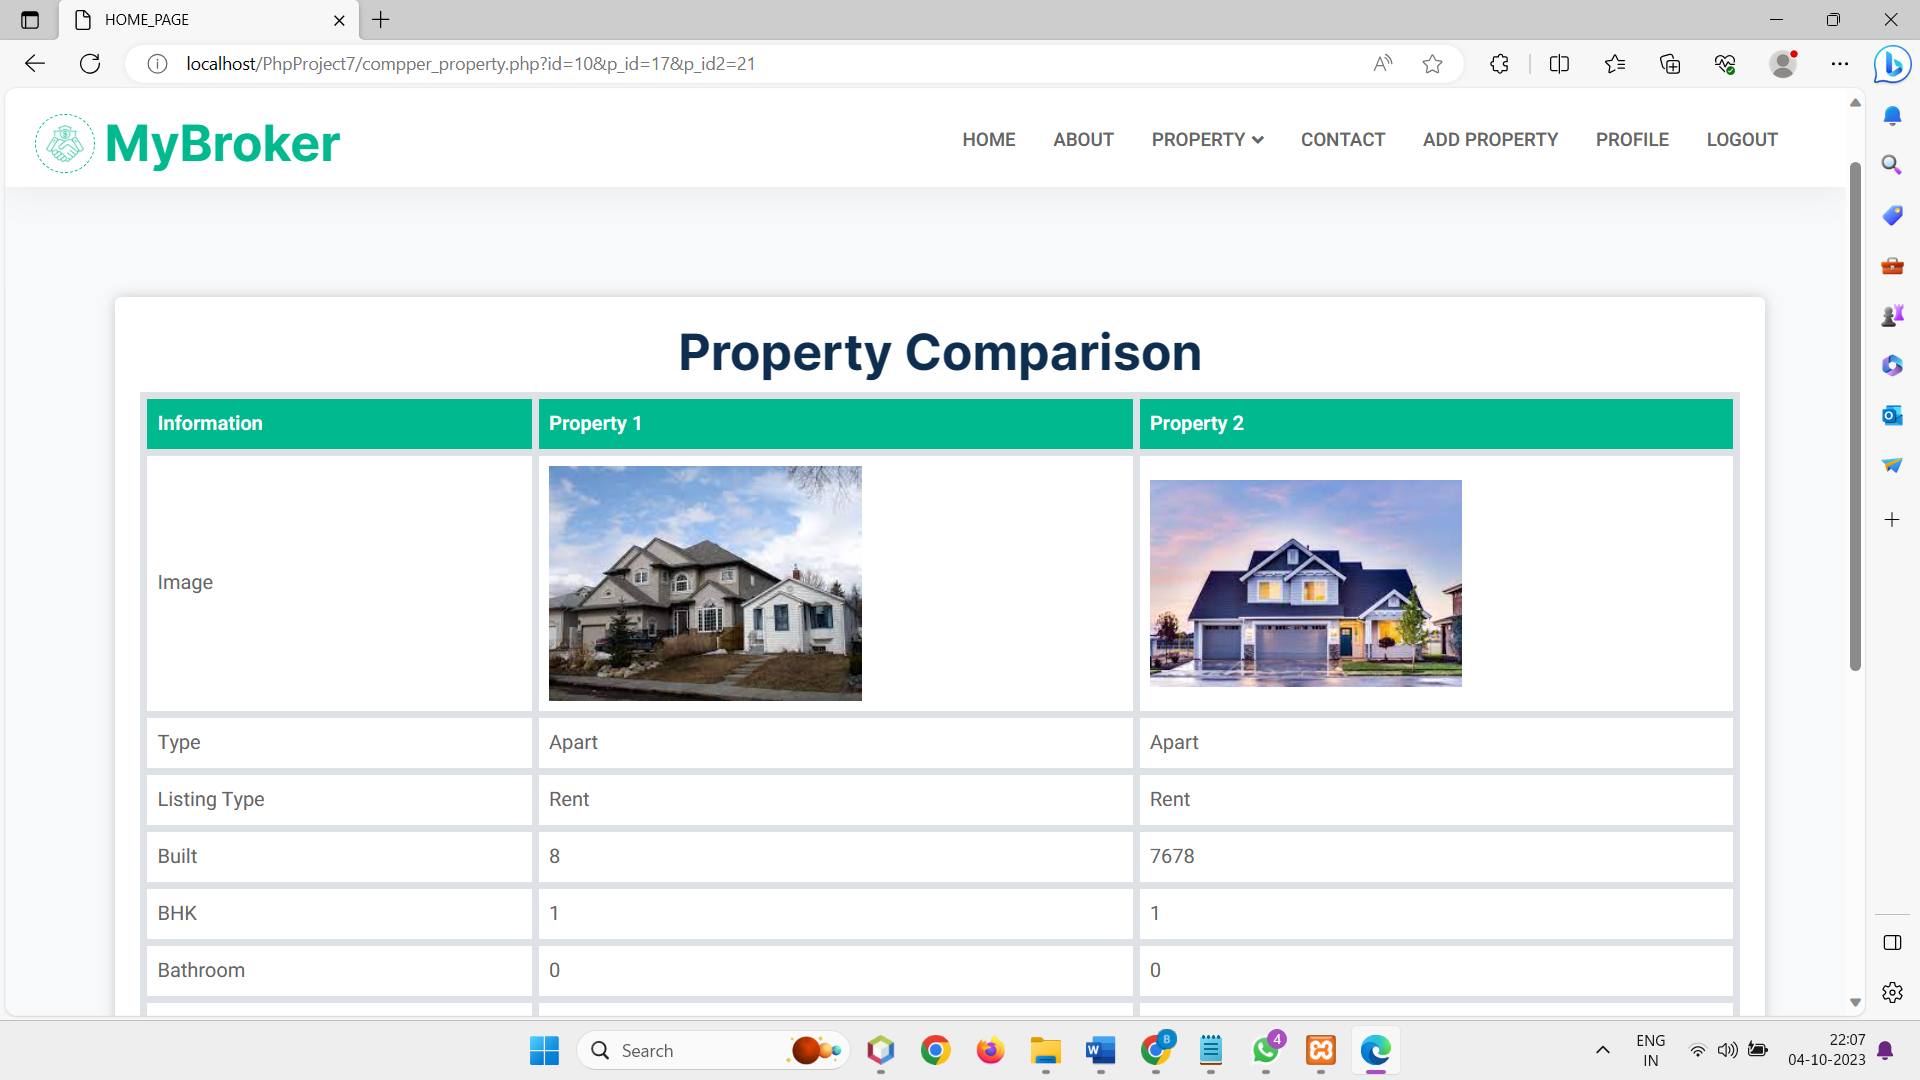 HOME_PAGE
localhost/PhpProject7/compper_property.php?id=10&p_id=17&p_id2=21
MyBroker
HOME ABOUT PROPERTY CONTACT ADD PROPERTY PROFILE LOGOUT
Property Comparison
Information Property 1 Property 2
Image
Type Apart Apart
Listing Type Rent Rent
Built 8 7678
BHK 1 1
Bathroom 0 0
Search
B
4
ENG
IN
22:07
04-10-2023